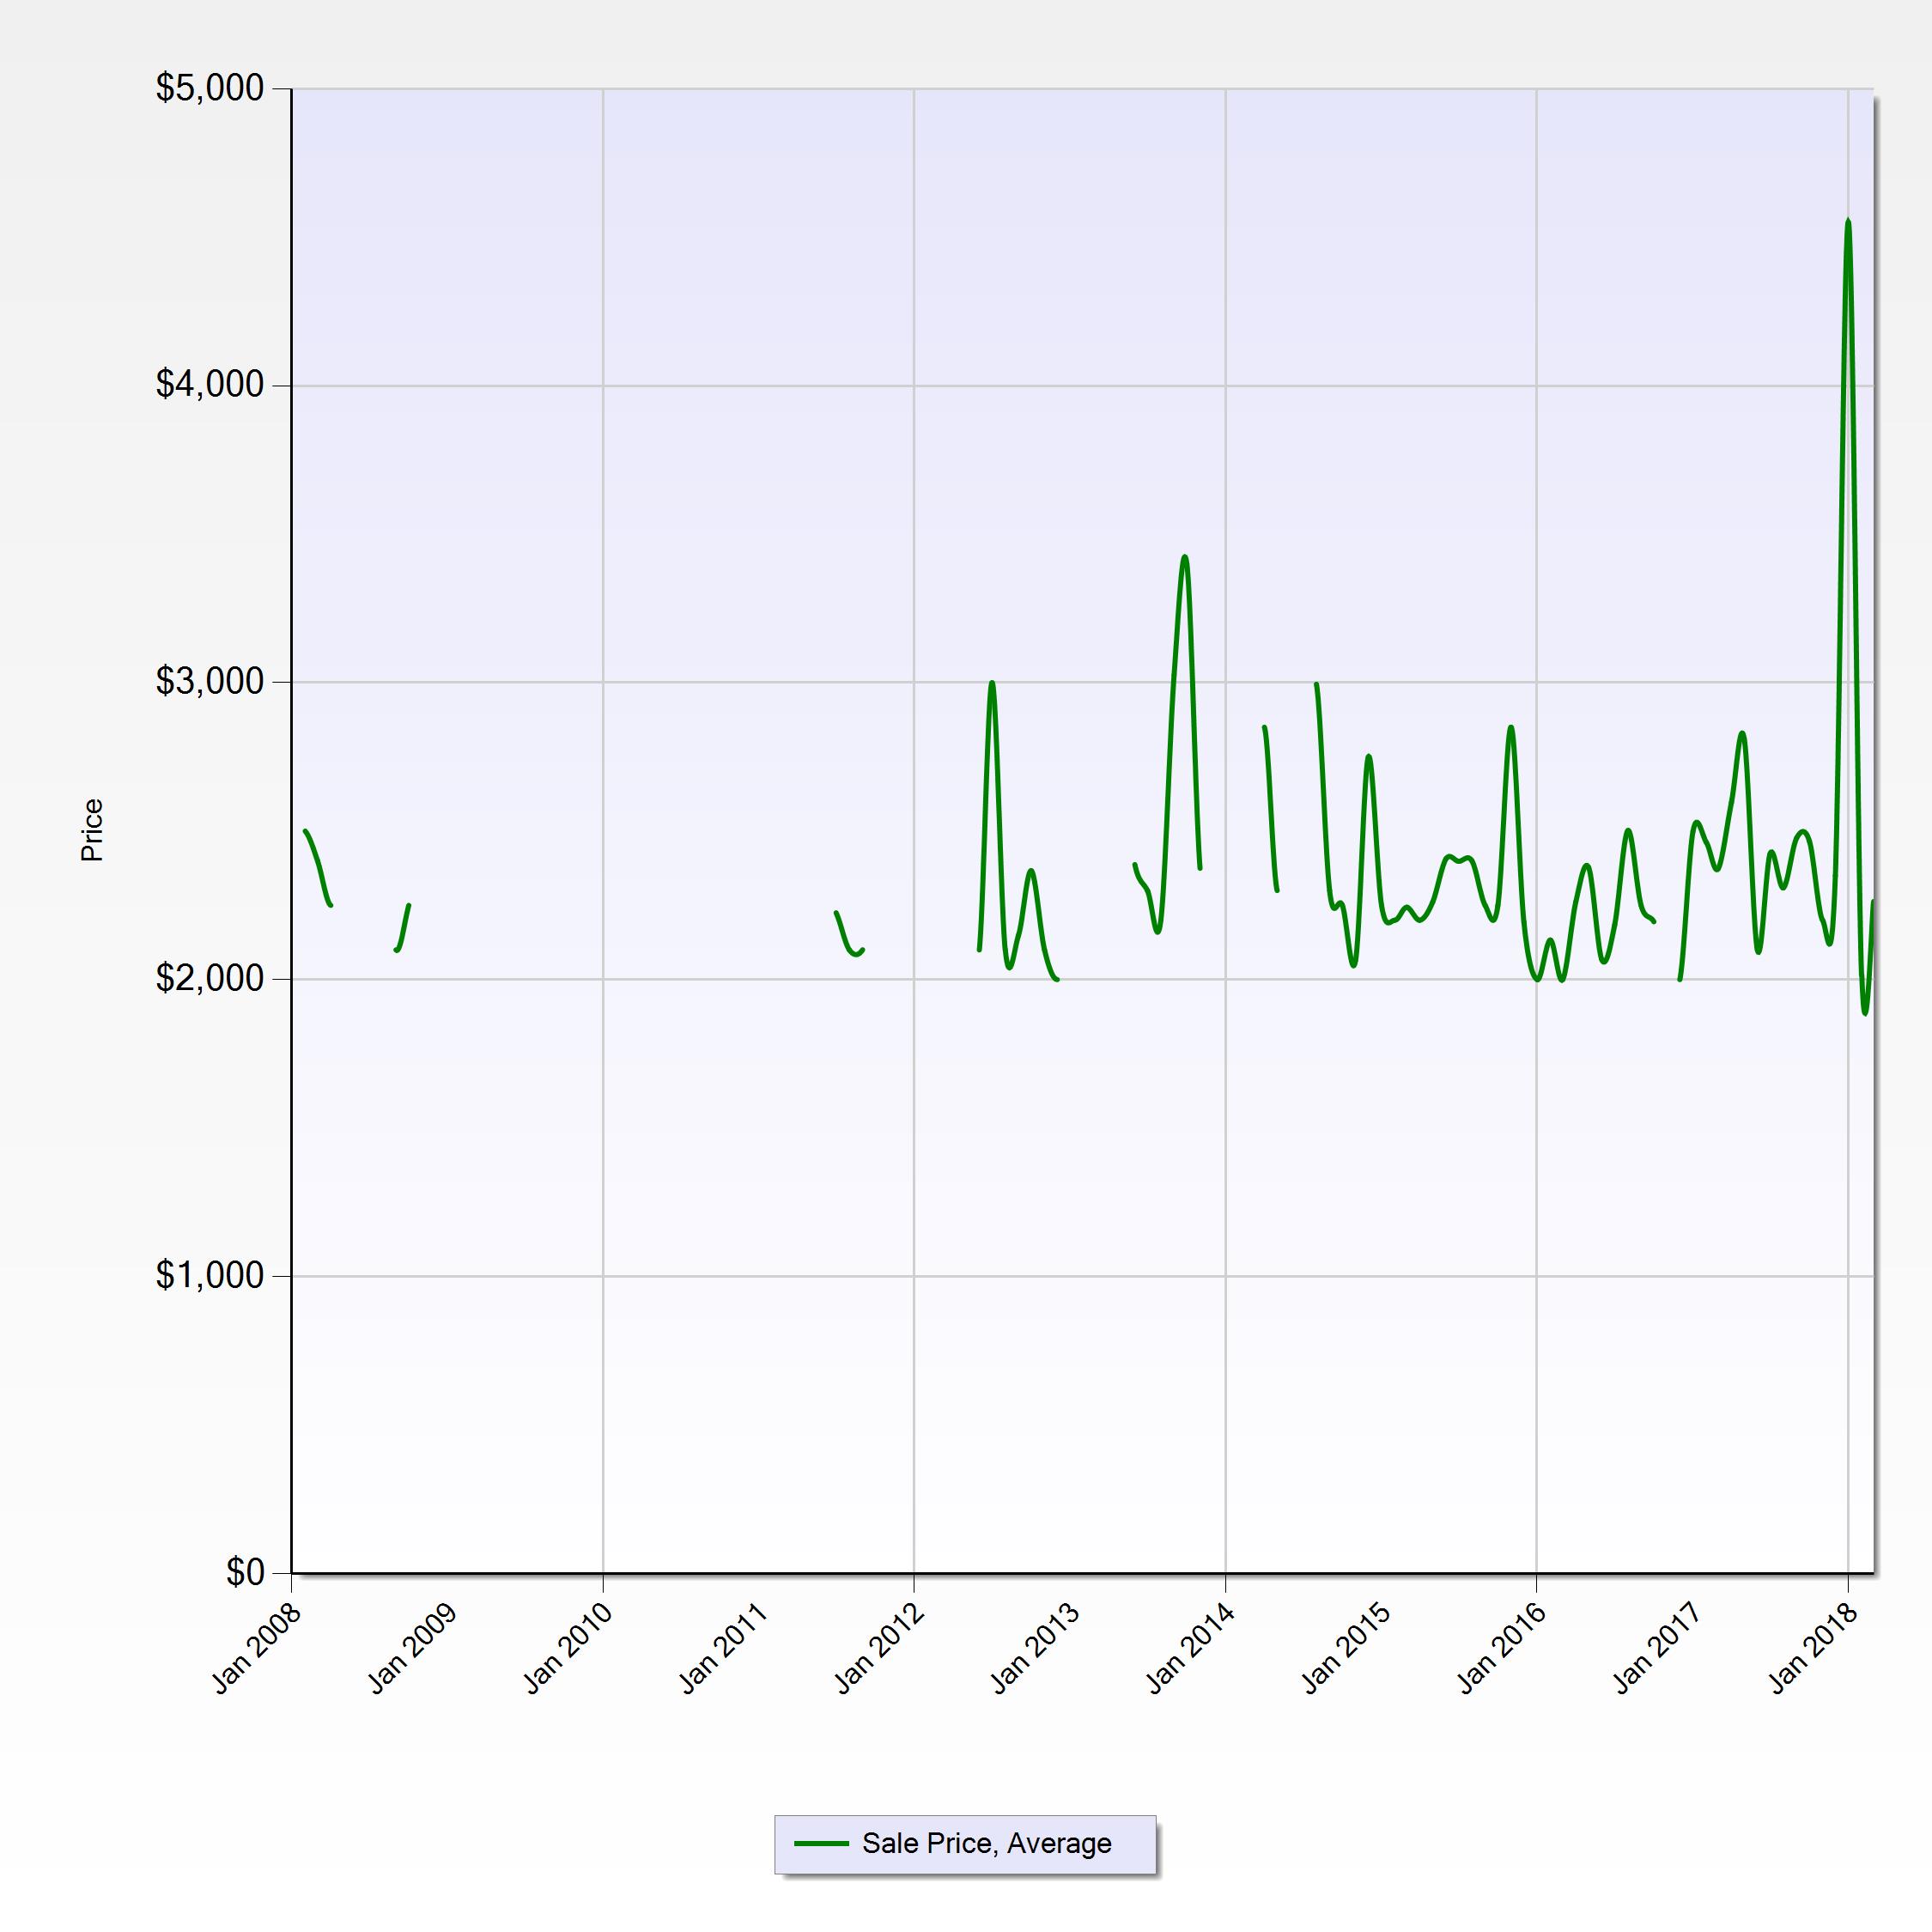 $5,000
$4,000
$3,000
$2,000
$1,000
$0
Price
Jan 2008
Jan 2009
Jan 2010
Jan 2011
Jan 2012
Jan 2013
Jan 2014
Jan 2015
Jan 2016
Jan 2017
Jan 2018
Sale Price, Average